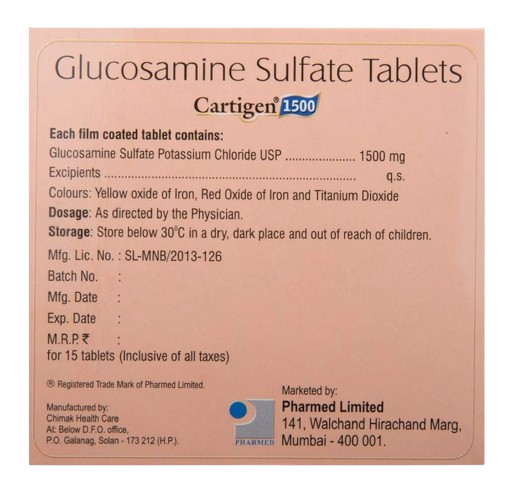 Glucosamine Sulfate Tablets
Cartigen® 1500
Each film coated tablet contains:
Glucosamine Sulfate Potassium Chloride USP ..................... 1500 mg
Excipients ........................................................................... q.s.
Colours: Yellow oxide of Iron, Red Oxide of Iron and Titanium Dioxide
Dosage: As directed by the Physician.
Storage: Store below 30°C in a dry, dark place and out of reach of children.
Mfg. Lic. No. : SL-MNB/2013-126
Batch No. :
Mfg. Date :
Exp. Date :
M.R.P. ₹ :
for 15 tablets (Inclusive of all taxes)
® Registered Trade Mark of Pharmed Limited.
Manufactured by:
Chimak Health Care
At: Below D.F.O. office,
P.O. Galanag, Solan - 173 212 (H.P.).
PHARMED
Marketed by:
Pharmed Limited
141, Walchand Hirachand Marg,
Mumbai - 400 001.